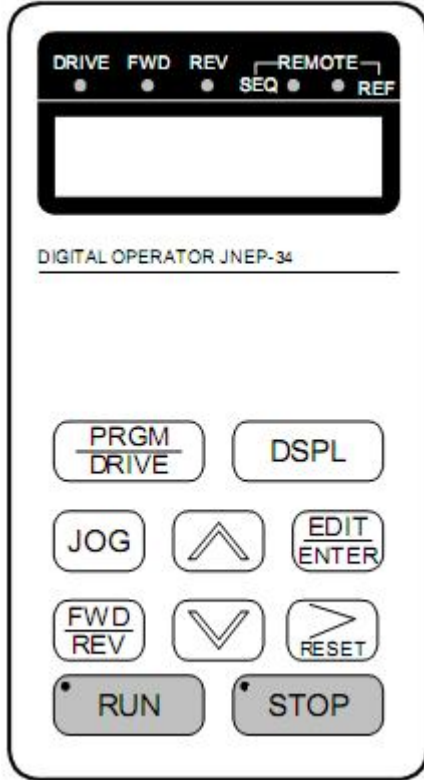 DRIVE FWD REV REMOTE
SEQ REF
DIGITAL OPERATOR JNEP-34
PRGM
DRIVE
DSPL
JOG
EDIT
ENTER
FWD
REV
RESET
RUN
STOP